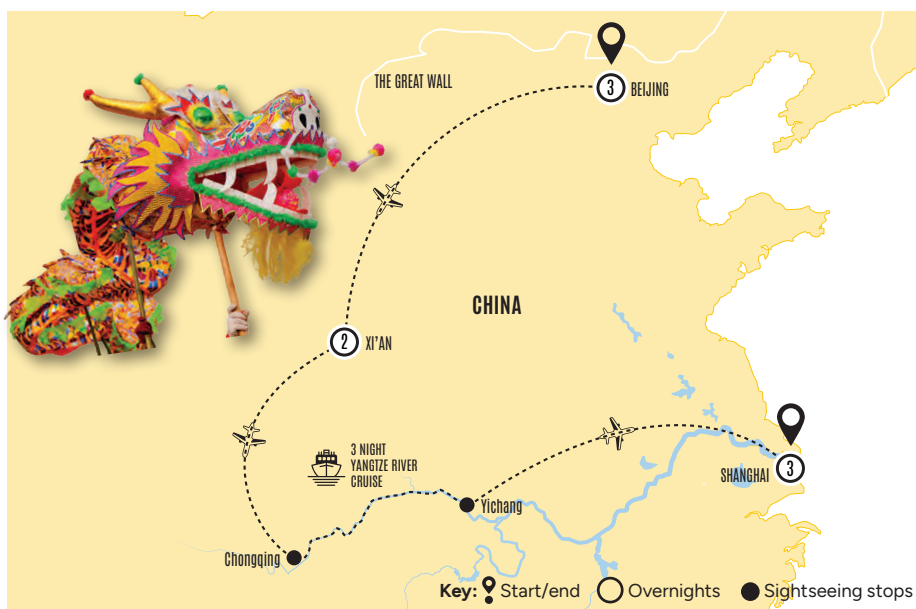 THE GREAT WALL
3 BEIJING
CHINA
2 XI'AN
3 NIGHT
YANGTZE RIVER
CRUISE
SHANGHAI 3
Yichang
Chongqing
Key: Start/end Overnights Sightseeing stops